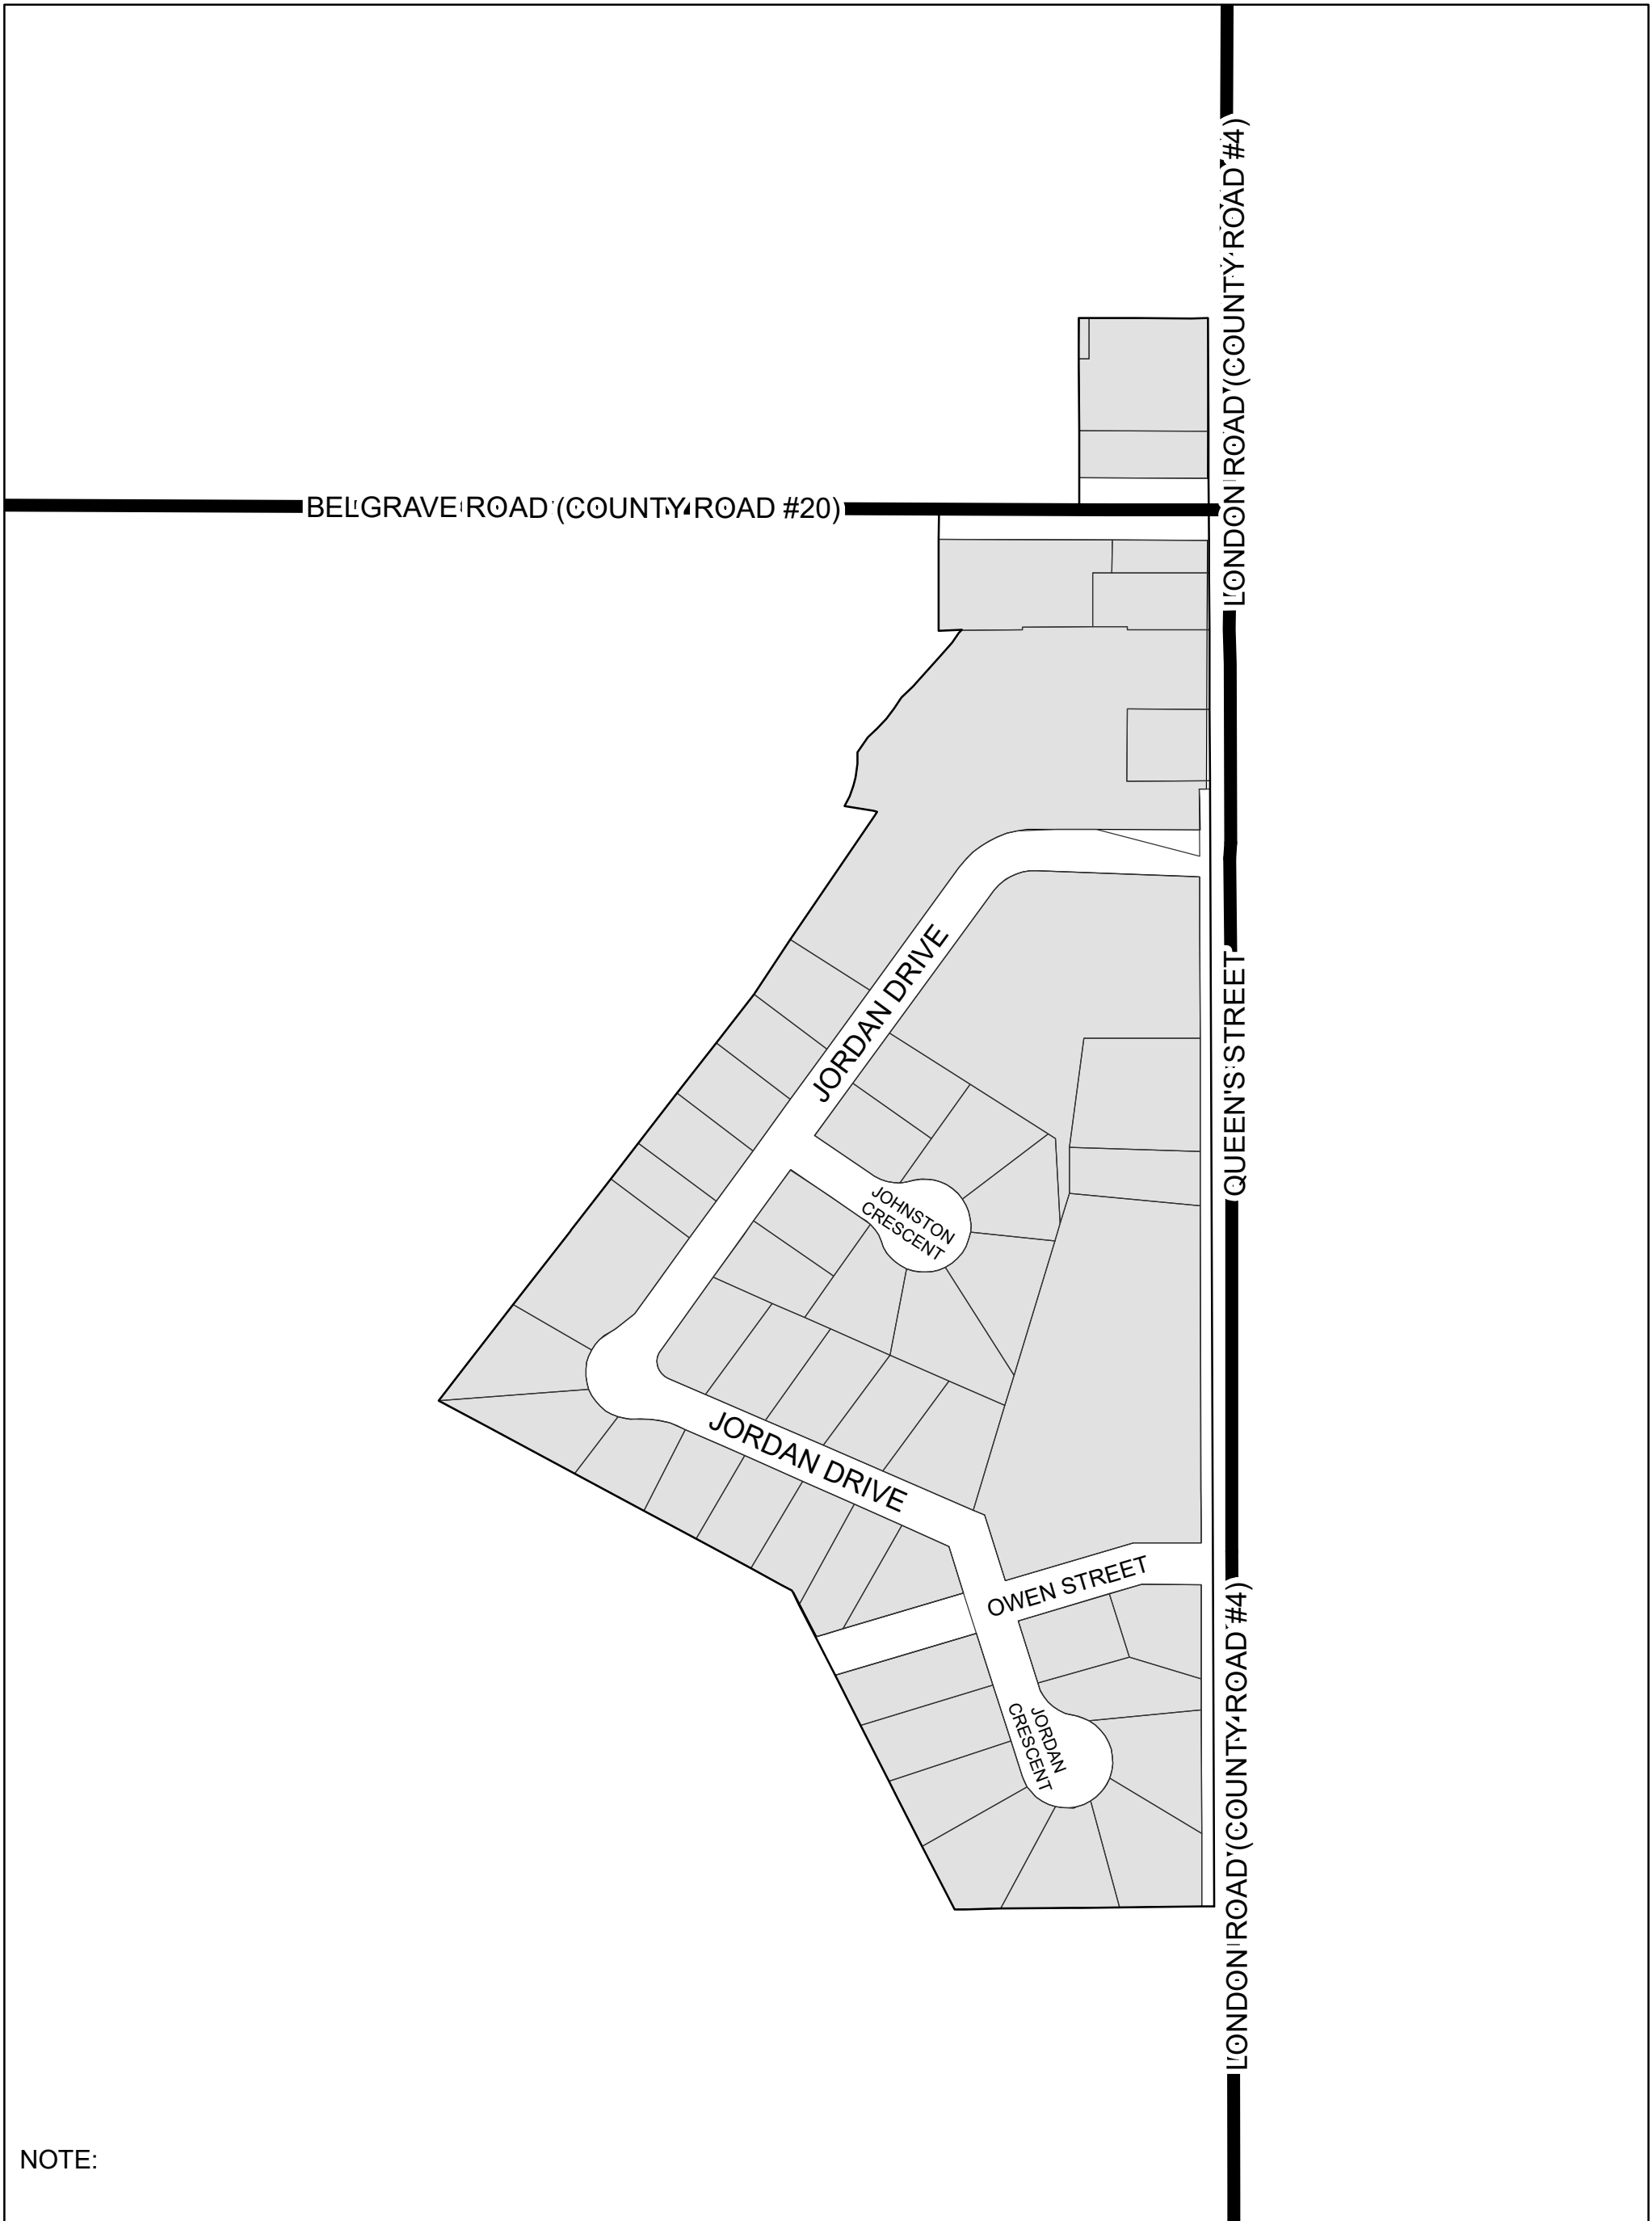 LONDON ROAD (COUNTY ROAD #4)
BELGRAVE ROAD (COUNTY ROAD #20)
JORDAN DRIVE
QUEEN'S STREET
JOHNSTON
CRESCENT
JORDAN DRIVE
OWEN STREET
LONDON ROAD (COUNTY ROAD #4)
JORDAN
CRESCENT
NOTE: